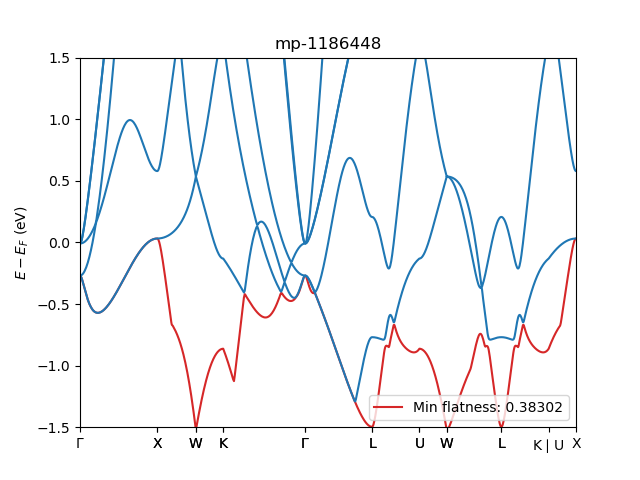 mp-1186448
E − E_F (eV)
1.5
1.0
0.5
0.0
−0.5
−1.0
−1.5
Min flatness: 0.38302
Γ X W K Γ L U W L K | U X